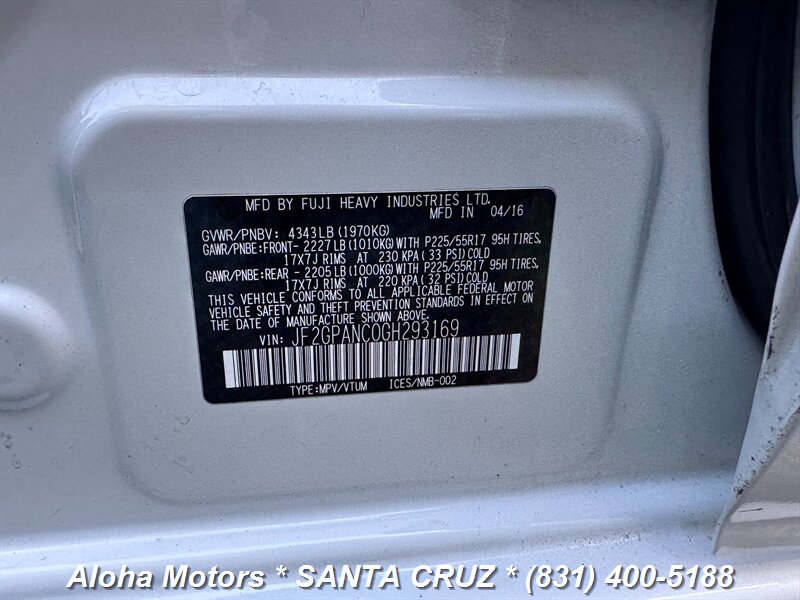 MFD BY FUJI HEAVY INDUSTRIES LTD.
MFD IN 04/16
GVWR/PNBV: 4343LB(1970KG)
GAWR/PNBE:FRONT- 2227LB(1010KG)WITH P225/55R17 95H TIRES,
17X7J RIMS AT 230 KPA( 33 PSI)COLD
GAWR/PNBE:REAR - 2205LB(1000KG)WITH P225/55R17 95H TIRES,
17X7J RIMS AT 220 KPA( 32 PSI)COLD
THIS VEHICLE CONFORMS TO ALL APPLICABLE FEDERAL MOTOR
VEHICLE SAFETY AND THEFT PREVENTION STANDARDS IN EFFECT ON
THE DATE OF MANUFACTURE SHOWN ABOVE.
VIN: JF2GPANC0GH293169
TYPE:MPV/VTUM ICES/NMB-002
Aloha Motors * SANTA CRUZ * (831) 400-5188